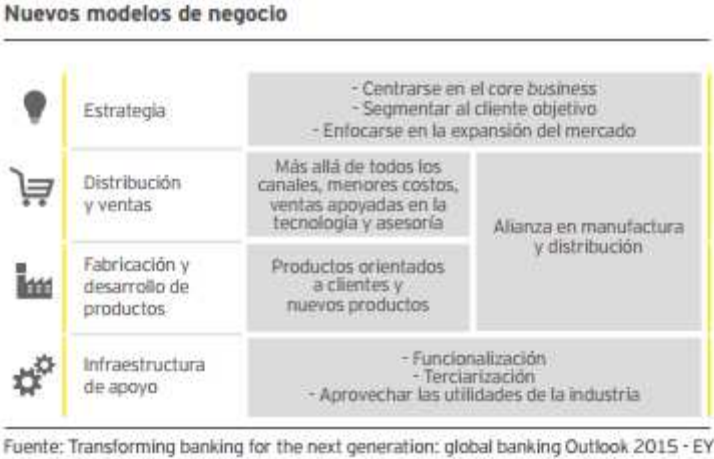 Nuevos modelos de negocio
Estrategia
- Centrarse en el core business
- Segmentar al cliente objetivo
- Enfocarse en la expansión del mercado
Distribución
y ventas
Más allá de todos los
canales, menores costos,
ventas apoyadas en la
tecnología y asesoría
Alianza en manufactura
y distribución
Fabricación y
desarrollo de
productos
Productos orientados
a clientes y
nuevos productos
Infraestructura
de apoyo
- Funcionalización
- Terciarización
- Aprovechar las utilidades de la industria
Fuente: Transforming banking for the next generation: global banking Outlook 2015 - EY